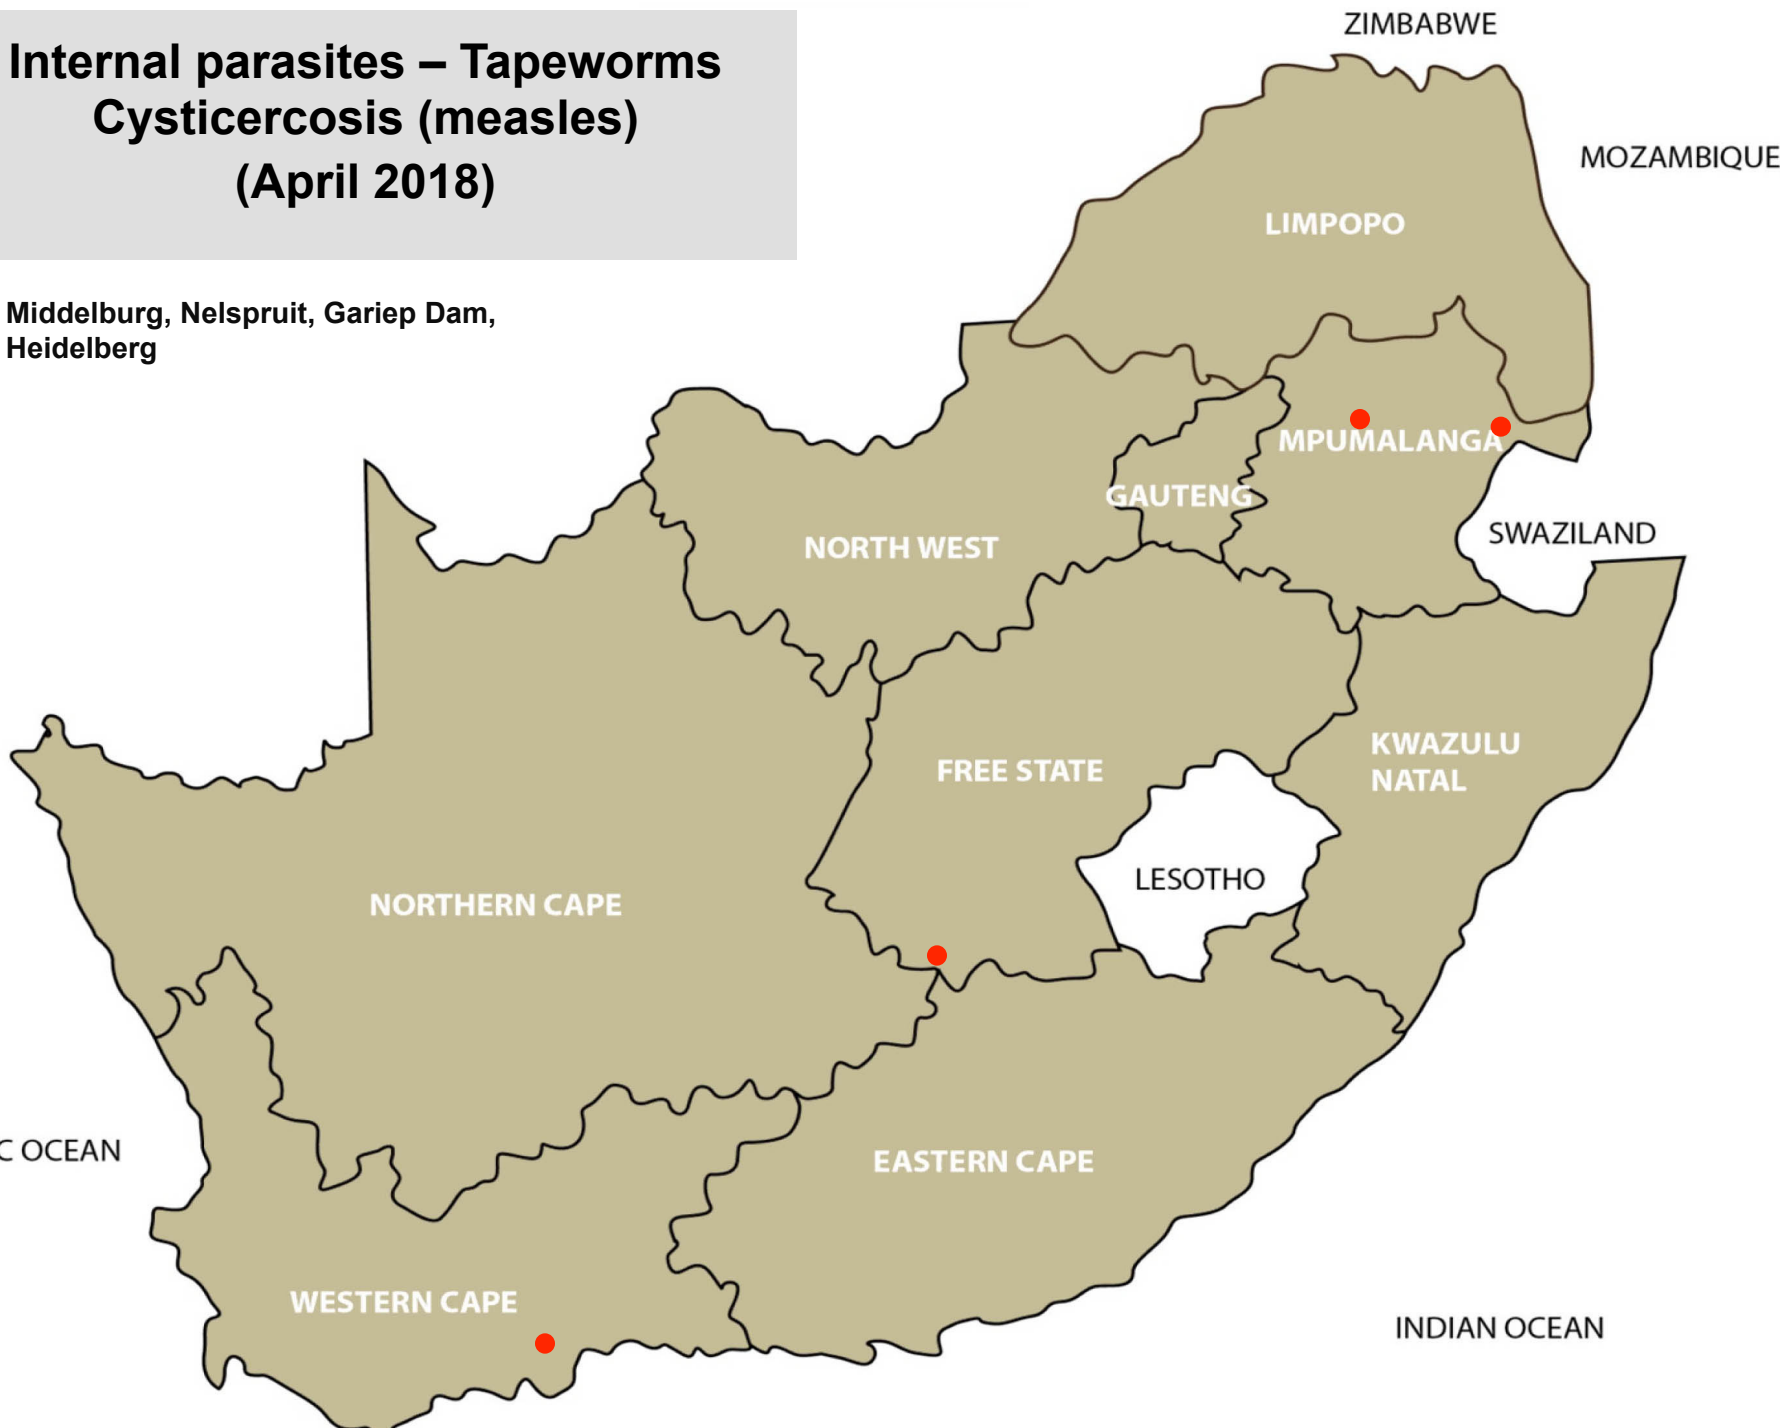 Internal parasites – Tapeworms
Cysticercosis (measles)
(April 2018)
Middelburg, Nelspruit, Gariep Dam,
Heidelberg
ZIMBABWE
MOZAMBIQUE
LIMPOPO
MPUMALANGA
GAUTENG
NORTH WEST
SWAZILAND
KWAZULU
NATAL
FREE STATE
LESOTHO
NORTHERN CAPE
C OCEAN
EASTERN CAPE
WESTERN CAPE
INDIAN OCEAN